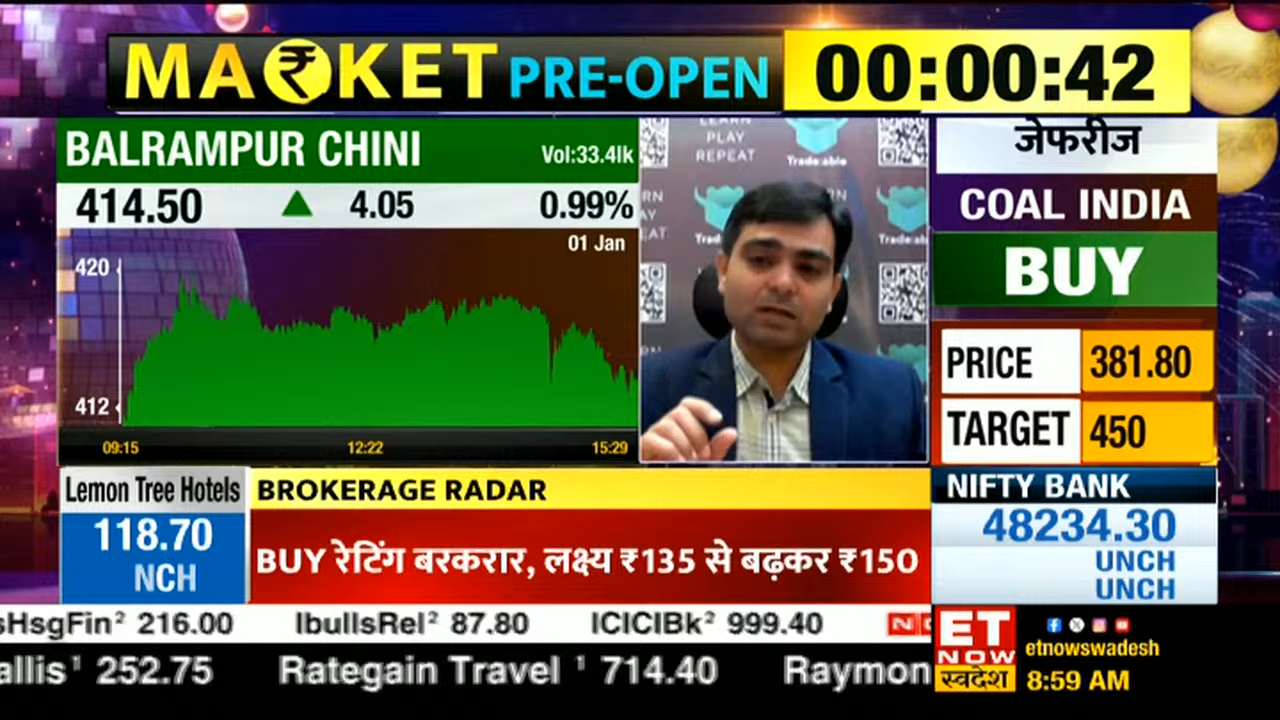 MA₹KET PRE-OPEN 00:00:42
BALRAMPUR CHINI Vol:33.4lk
414.50 ▲ 4.05 0.99%
01 Jan
420
412
09:15 12:22 15:29
LEARN
PLAY
REPEAT
Trade:able
जेफरीज
COAL INDIA
BUY
PRICE 381.80
TARGET 450
Lemon Tree Hotels
118.70
NCH
BROKERAGE RADAR
BUY रेटिंग बरकरार, लक्ष्य ₹135 से बढ़कर ₹150
NIFTY BANK
48234.30
UNCH
UNCH
sHsgFin² 216.00 IbullsRel² 87.80 ICICIBk² 999.40
allis¹ 252.75 Rategain Travel ¹ 714.40 Raymon
ET
NOW
स्वदेश
etnowswadesh
8:59 AM